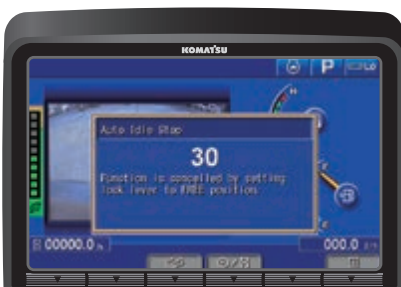 KOMATSU
P
LO
Auto Idle Stop
30
Function is cancelled by setting
lock lever to FREE position.
00000.0 h
000.0